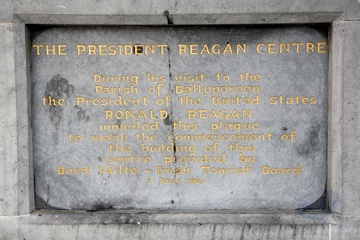 THE PRESIDENT REAGAN CENTRE
During his visit to the
Parish of Ballyporeen
the President of the United States
RONALD REAGAN
unveiled this plaque
to mark the commencement of
the building of this
centre provided by
Bord Failte – Irish Tourist Board